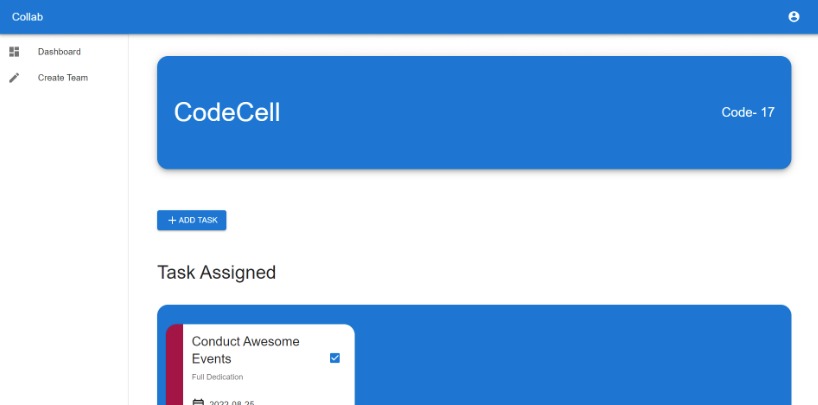 Collab
Dashboard
Create Team
CodeCell
Code- 17
ADD TASK
Task Assigned
Conduct Awesome
Events
Full Dedication
2022-08-25